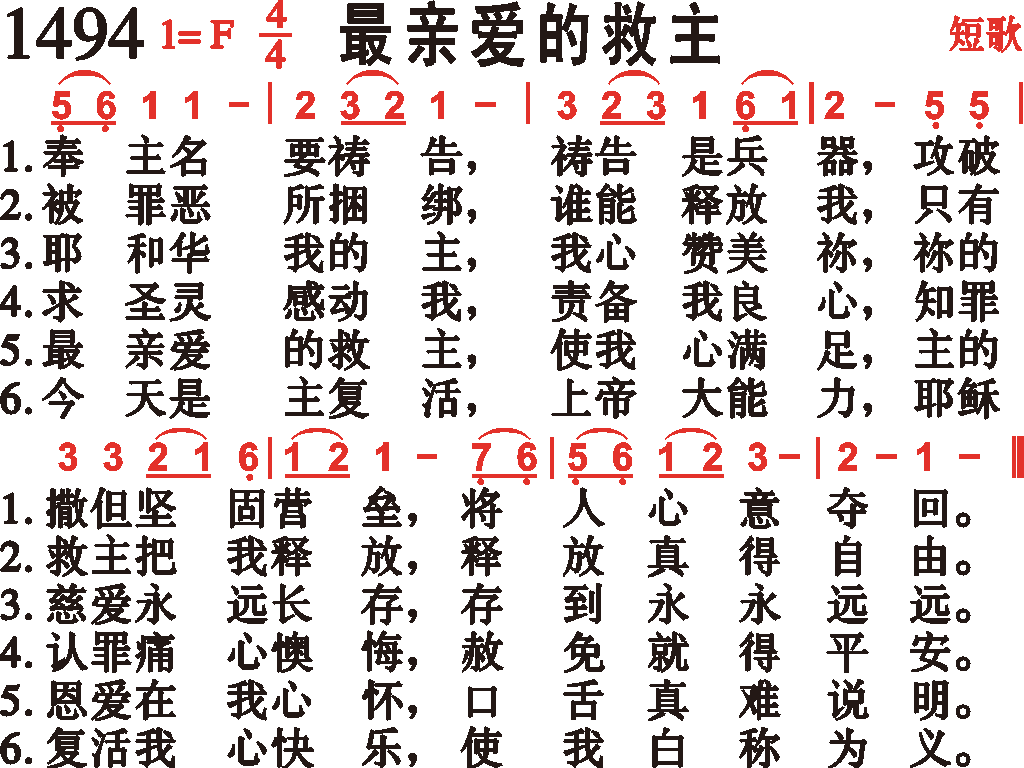 1494 1=F 4/4 最亲爱的救主 短歌
5 6 1 1 - | 2 3 2 1 - | 3 2 3 1 6 1 | 2 - 5 5 |
1.奉主名要祷告，祷告是兵器，攻破
2.被罪恶所捆绑，谁能释放我，只有
3.耶和华我的主，我心赞美祢，祢的
4.求圣灵感动我，责备我良心，知罪
5.最亲爱的救主，使我心满足，主的
6.今天是主复活，上帝大能力，耶稣
3 3 2 1 6 | 1 2 1 - 7 6 | 5 6 1 2 3 - | 2 - 1 - ‖
1.撒但坚固营垒，将人心意夺回。
2.救主把我释放，释放真得自由。
3.慈爱永远长存，存到永永远远。
4.认罪痛心懊悔，赦免就得平安。
5.恩爱在我心怀，口舌真难说明。
6.复活我心快乐，使我白称为义。